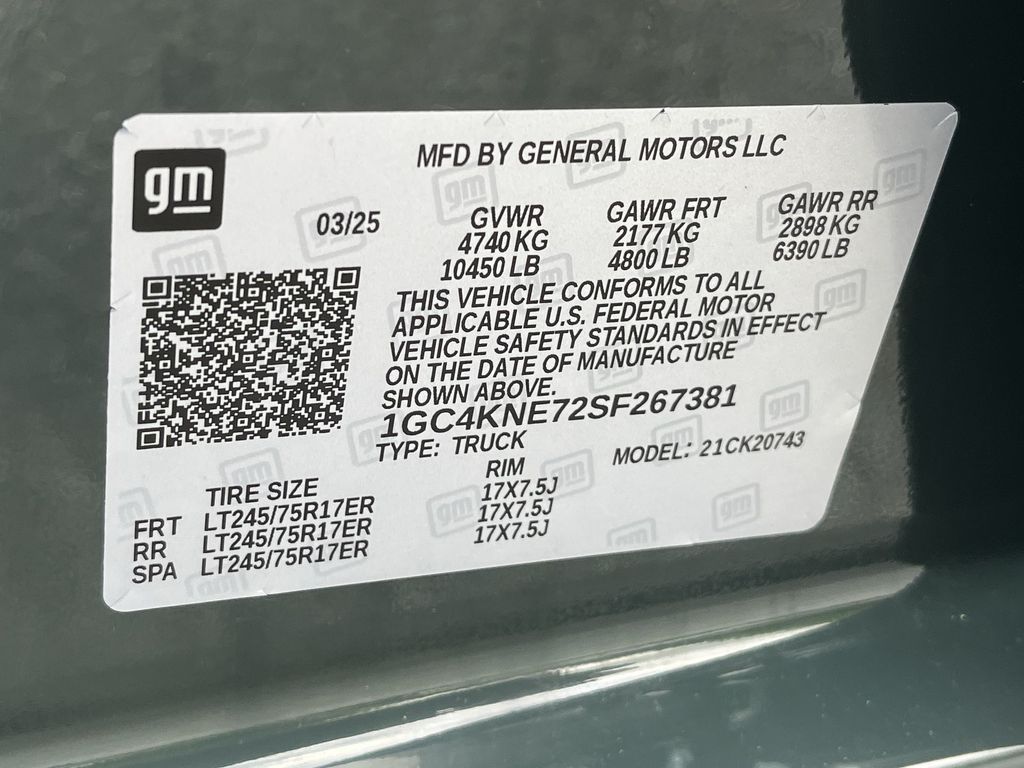 gm
MFD BY GENERAL MOTORS LLC
03/25 GVWR GAWR FRT GAWR RR
4740 KG 2177 KG 2898 KG
10450 LB 4800 LB 6390 LB
THIS VEHICLE CONFORMS TO ALL
APPLICABLE U.S. FEDERAL MOTOR
VEHICLE SAFETY STANDARDS IN EFFECT
ON THE DATE OF MANUFACTURE
SHOWN ABOVE.
1GC4KNE72SF267381
TYPE: TRUCK MODEL: 21CK20743
TIRE SIZE RIM
FRT LT245/75R17ER 17X7.5J
RR LT245/75R17ER 17X7.5J
SPA LT245/75R17ER 17X7.5J